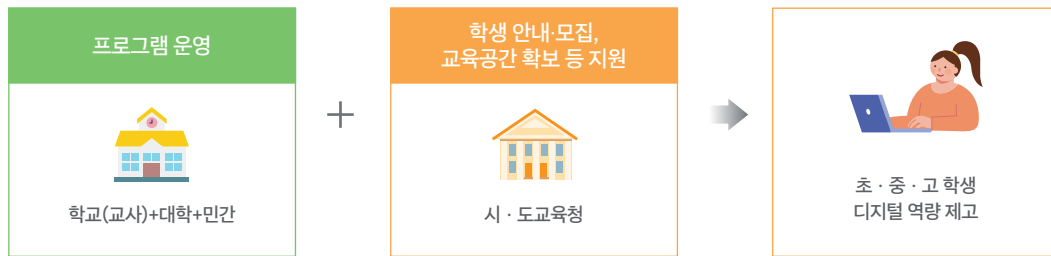 프로그램 운영
학교(교사)+대학+민간
+
학생 안내·모집,
교육공간 확보 등 지원
시 · 도교육청
초 · 중 · 고 학생
디지털 역량 제고